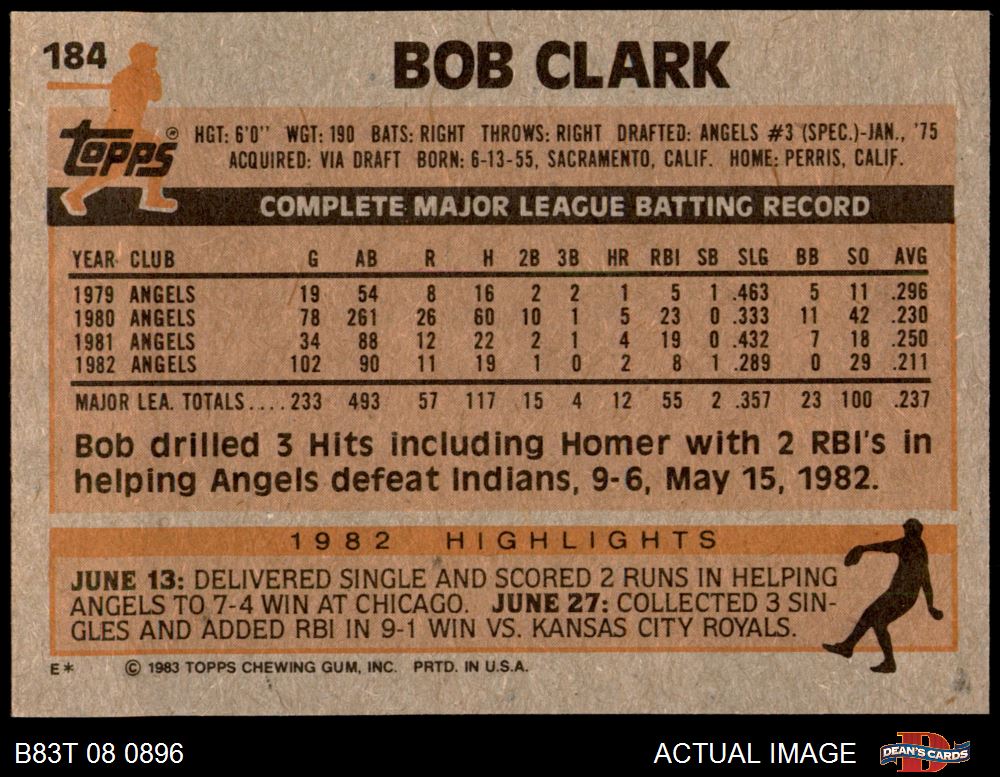 184
BOB CLARK
Topps®
HGT: 6'0" WGT: 190 BATS: RIGHT THROWS: RIGHT DRAFTED: ANGELS #3 (SPEC.)-JAN., '75
ACQUIRED: VIA DRAFT BORN: 6-13-55, SACRAMENTO, CALIF. HOME: PERRIS, CALIF.
COMPLETE MAJOR LEAGUE BATTING RECORD
YEAR CLUB G AB R H 2B 3B HR RBI SB SLG BB SO AVG
1979 ANGELS 19 54 8 16 2 2 1 5 1 .463 5 11 .296
1980 ANGELS 78 261 26 60 10 1 5 23 0 .333 11 42 .230
1981 ANGELS 34 88 12 22 2 1 4 19 0 .432 7 18 .250
1982 ANGELS 102 90 11 19 1 0 2 8 1 .289 0 29 .211
MAJOR LEA. TOTALS.... 233 493 57 117 15 4 12 55 2 .357 23 100 .237
Bob drilled 3 Hits including Homer with 2 RBI's in
helping Angels defeat Indians, 9-6, May 15, 1982.
1982 HIGHLIGHTS
JUNE 13: DELIVERED SINGLE AND SCORED 2 RUNS IN HELPING
ANGELS TO 7-4 WIN AT CHICAGO. JUNE 27: COLLECTED 3 SIN-
GLES AND ADDED RBI IN 9-1 WIN VS. KANSAS CITY ROYALS.
E* © 1983 TOPPS CHEWING GUM, INC. PRTD. IN U.S.A.
B83T 08 0896
ACTUAL IMAGE
D
DEAN'S CARDS